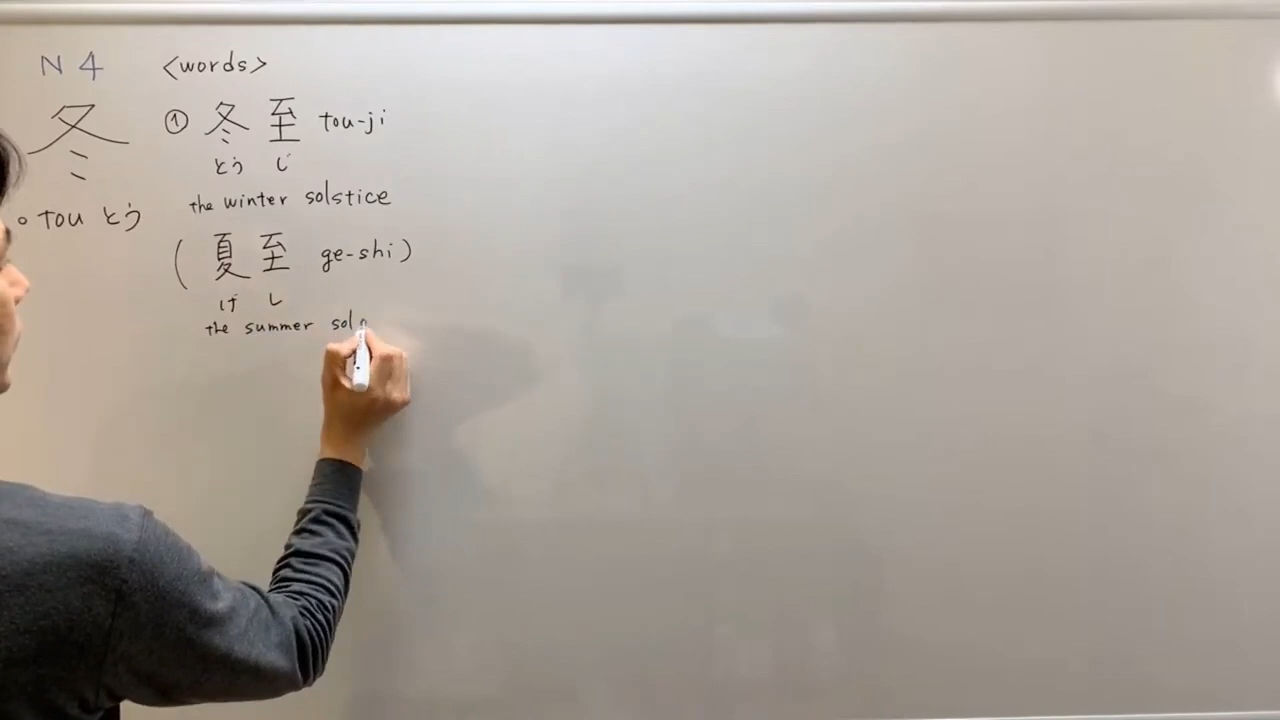 N4 <words>
冬 ① 冬至 tou-ji
とう じ
the winter solstice
○ TOU とう
( 夏至 ge-shi )
げ し
the summer sol